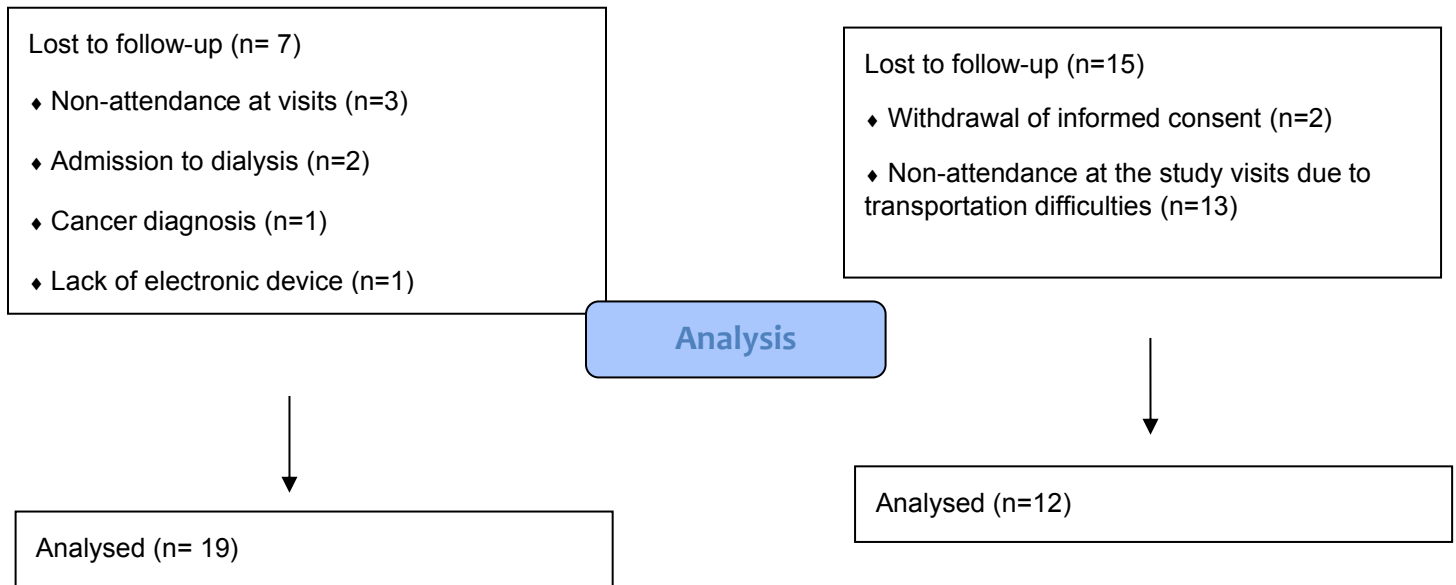 Lost to follow-up (n= 7)
♦ Non-attendance at visits (n=3)
♦ Admission to dialysis (n=2)
♦ Cancer diagnosis (n=1)
♦ Lack of electronic device (n=1)
Lost to follow-up (n=15)
♦ Withdrawal of informed consent (n=2)
♦ Non-attendance at the study visits due to
transportation difficulties (n=13)
Analysis
Analysed (n= 19)
Analysed (n=12)